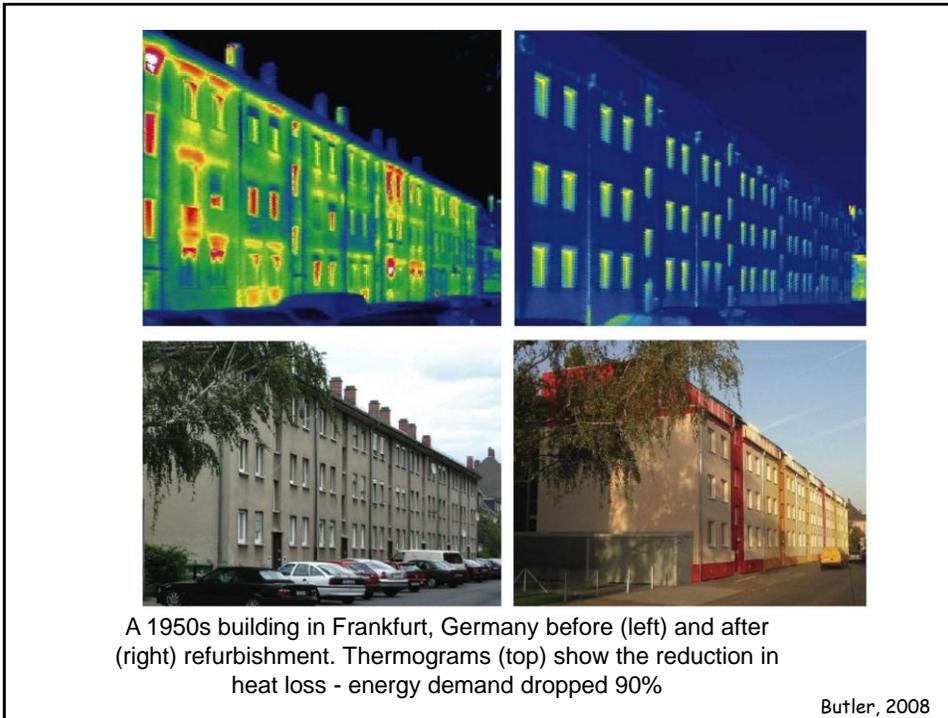 A 1950s building in Frankfurt, Germany before (left) and after
(right) refurbishment. Thermograms (top) show the reduction in
heat loss - energy demand dropped 90%
Butler, 2008